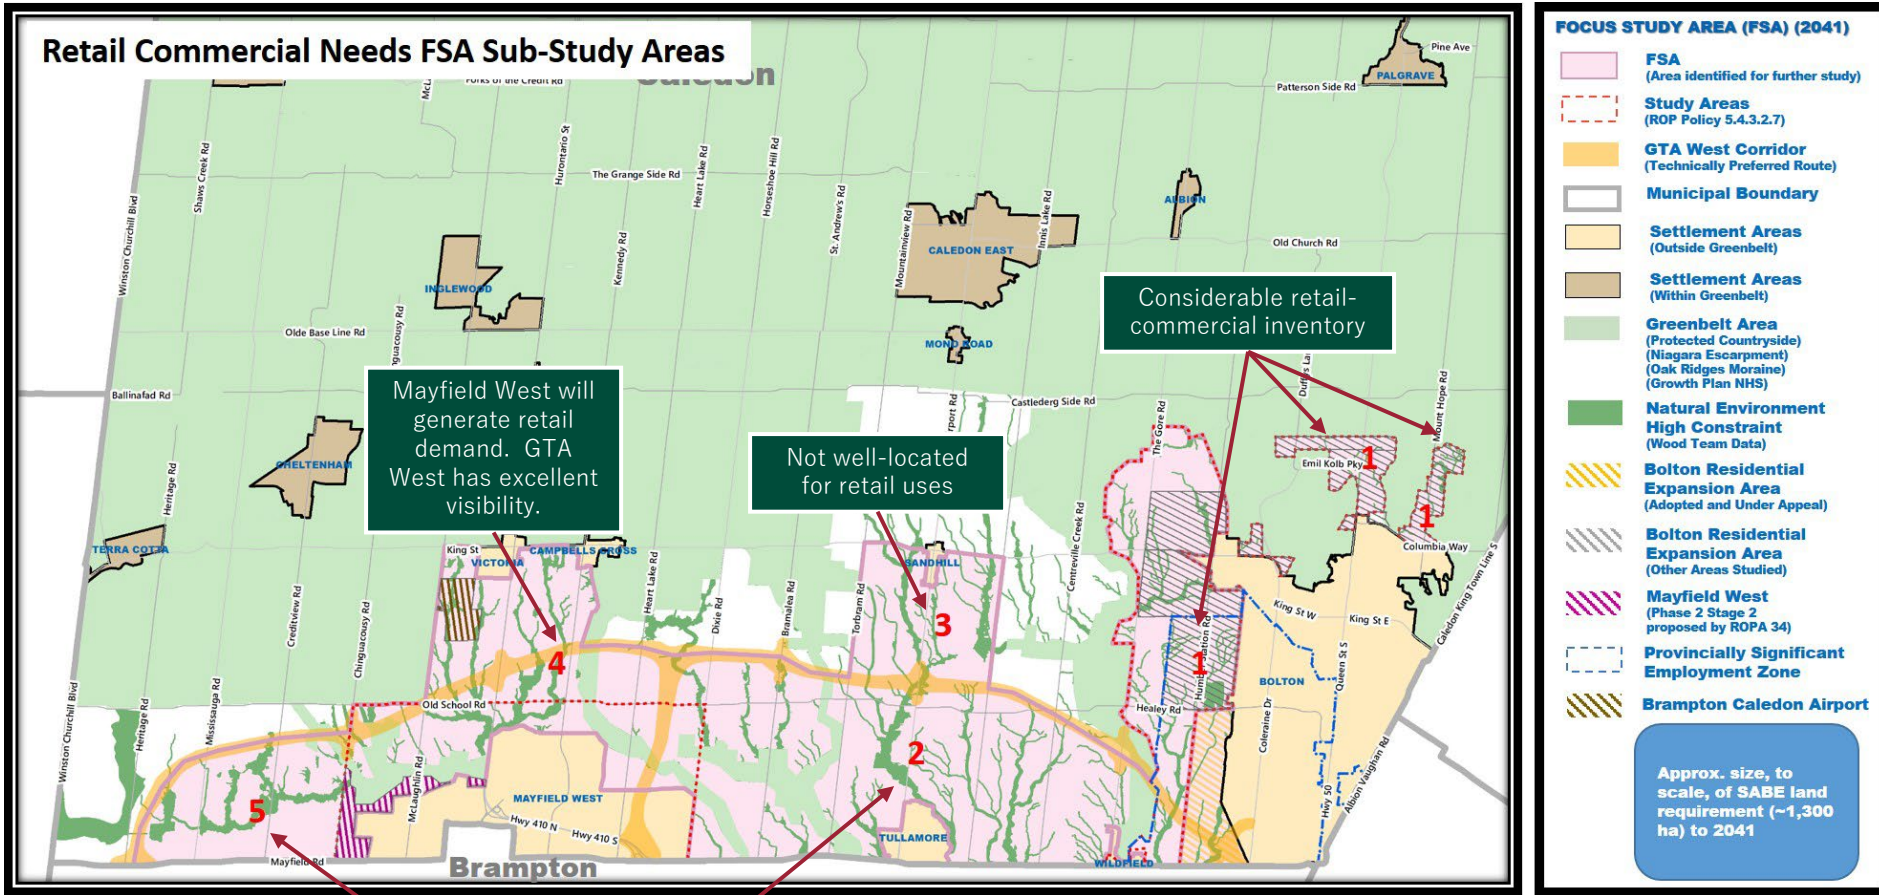 Retail Commercial Needs FSA Sub-Study Areas
Forks of the Credit Rd
Pine Ave
PALGRAVE
Patterson Side Rd
Shaws Creek Rd
Hurontario St
The Grange Side Rd
Heart Lake Rd
Horseshoe Hill Rd
Winston Churchill Blvd
St. Andrew's Rd
Mountainview Rd
Innis Lake Rd
ALBION
Old Church Rd
CALEDON EAST
Kennedy Rd
INGLEWOOD
Olde Base Line Rd
MONO ROAD
Considerable retail-
commercial inventory
Mount Hope Rd
Ballinafad Rd
Castlederg Side Rd
The Gore Rd
Mayfield West will
generate retail
demand. GTA
West has excellent
visibility.
Not well-located
for retail uses
Emil Kolb Pky
1
1
CHELTENHAM
Heritage Rd
TERRA COTTA
King St
VICTORIA
CAMPBELLS CROSS
SANDHILL
Centreville Creek Rd
Columbia Way
Creditview Rd
Chinguacousy Rd
Heart Lake Rd
Dixie Rd
Bramalea Rd
Torbram Rd
3
King St W
King St E
Caledon King Town Line S
4
1
BOLTON
Queen St S
Winston Churchill Blvd
Heritage Rd
Mississauga Rd
Old School Rd
Healey Rd
Coleraine Dr
2
5
McLaughlin Rd
MAYFIELD WEST
Hwy 410 N
Hwy 410 S
TULLAMORE
Hwy 50
Albion Vaughan Rd
Mayfield Rd
WILDFIELD
Brampton
FOCUS STUDY AREA (FSA) (2041)
FSA
(Area identified for further study)
Study Areas
(ROP Policy 5.4.3.2.7)
GTA West Corridor
(Technically Preferred Route)
Municipal Boundary
Settlement Areas
(Outside Greenbelt)
Settlement Areas
(Within Greenbelt)
Greenbelt Area
(Protected Countryside)
(Niagara Escarpment)
(Oak Ridges Moraine)
(Growth Plan NHS)
Natural Environment
High Constraint
(Wood Team Data)
Bolton Residential
Expansion Area
(Adopted and Under Appeal)
Bolton Residential
Expansion Area
(Other Areas Studied)
Mayfield West
(Phase 2 Stage 2
proposed by ROPA 34)
Provincially Significant
Employment Zone
Brampton Caledon Airport
Approx. size, to
scale, of SABE land
requirement (~1,300
ha) to 2041